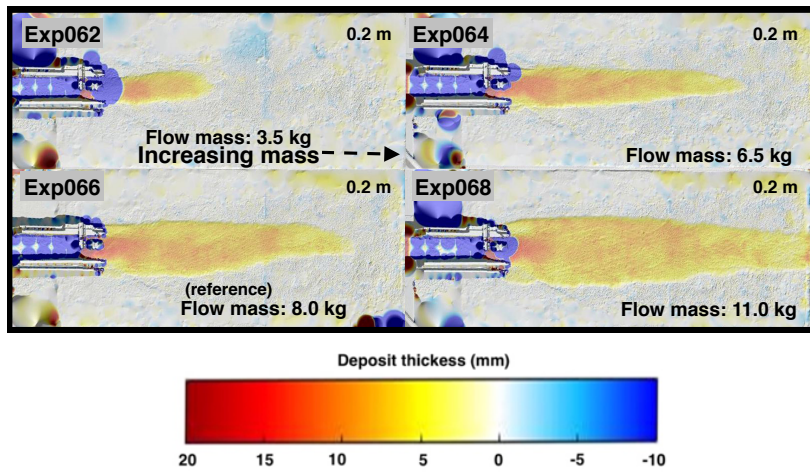 Exp062
0.2 m
Flow mass: 3.5 kg
Increasing mass
Exp064
0.2 m
Flow mass: 6.5 kg
Exp066
0.2 m
(reference)
Flow mass: 8.0 kg
Exp068
0.2 m
Flow mass: 11.0 kg
Deposit thickess (mm)
20 15 10 5 0 -5 -10